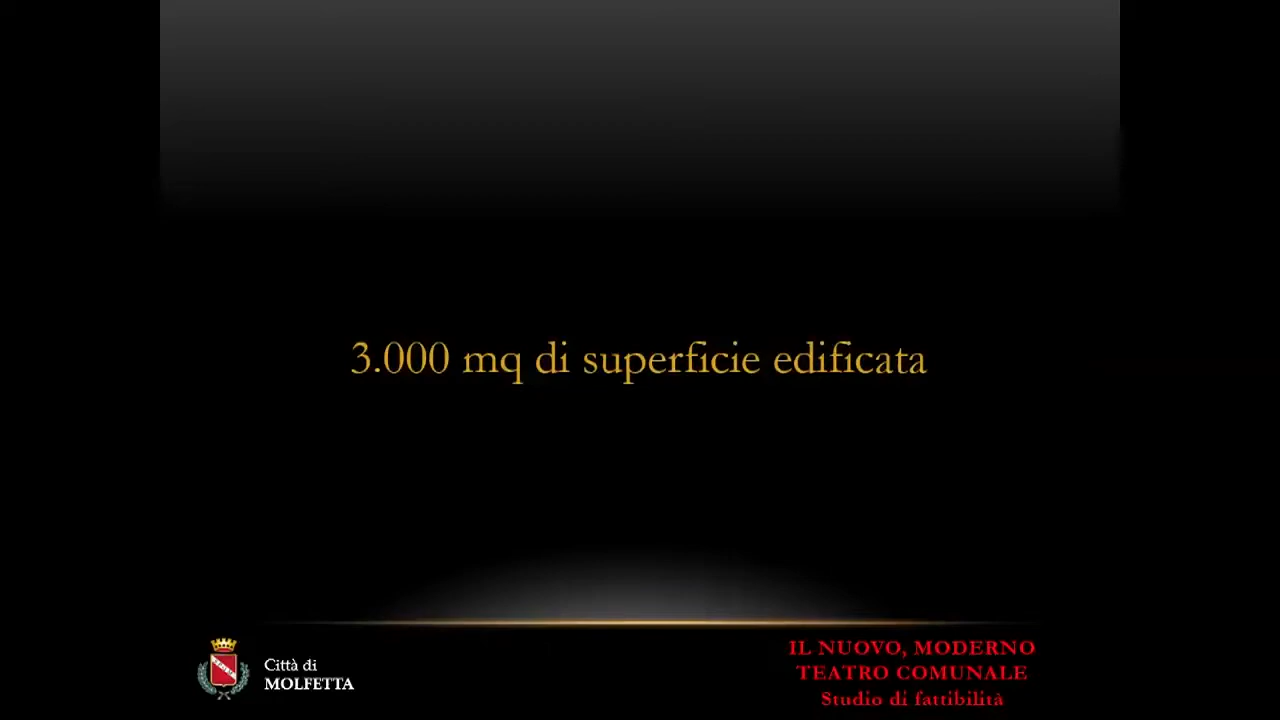 3.000 mq di superficie edificata
Città di
MOLFETTA
IL NUOVO, MODERNO
TEATRO COMUNALE
Studio di fattibilità